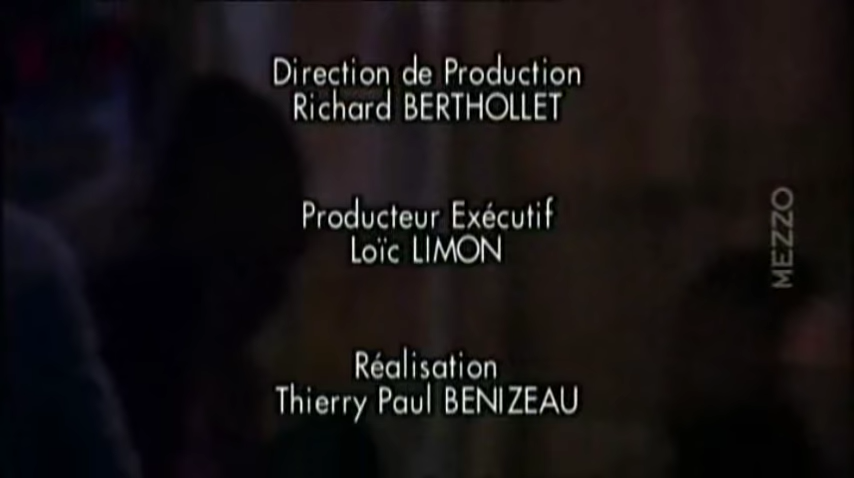 Direction de Production
Richard BERTHOLLET
Producteur Exécutif
Loïc LIMON
Réalisation
Thierry Paul BENIZEAU
MEZZO